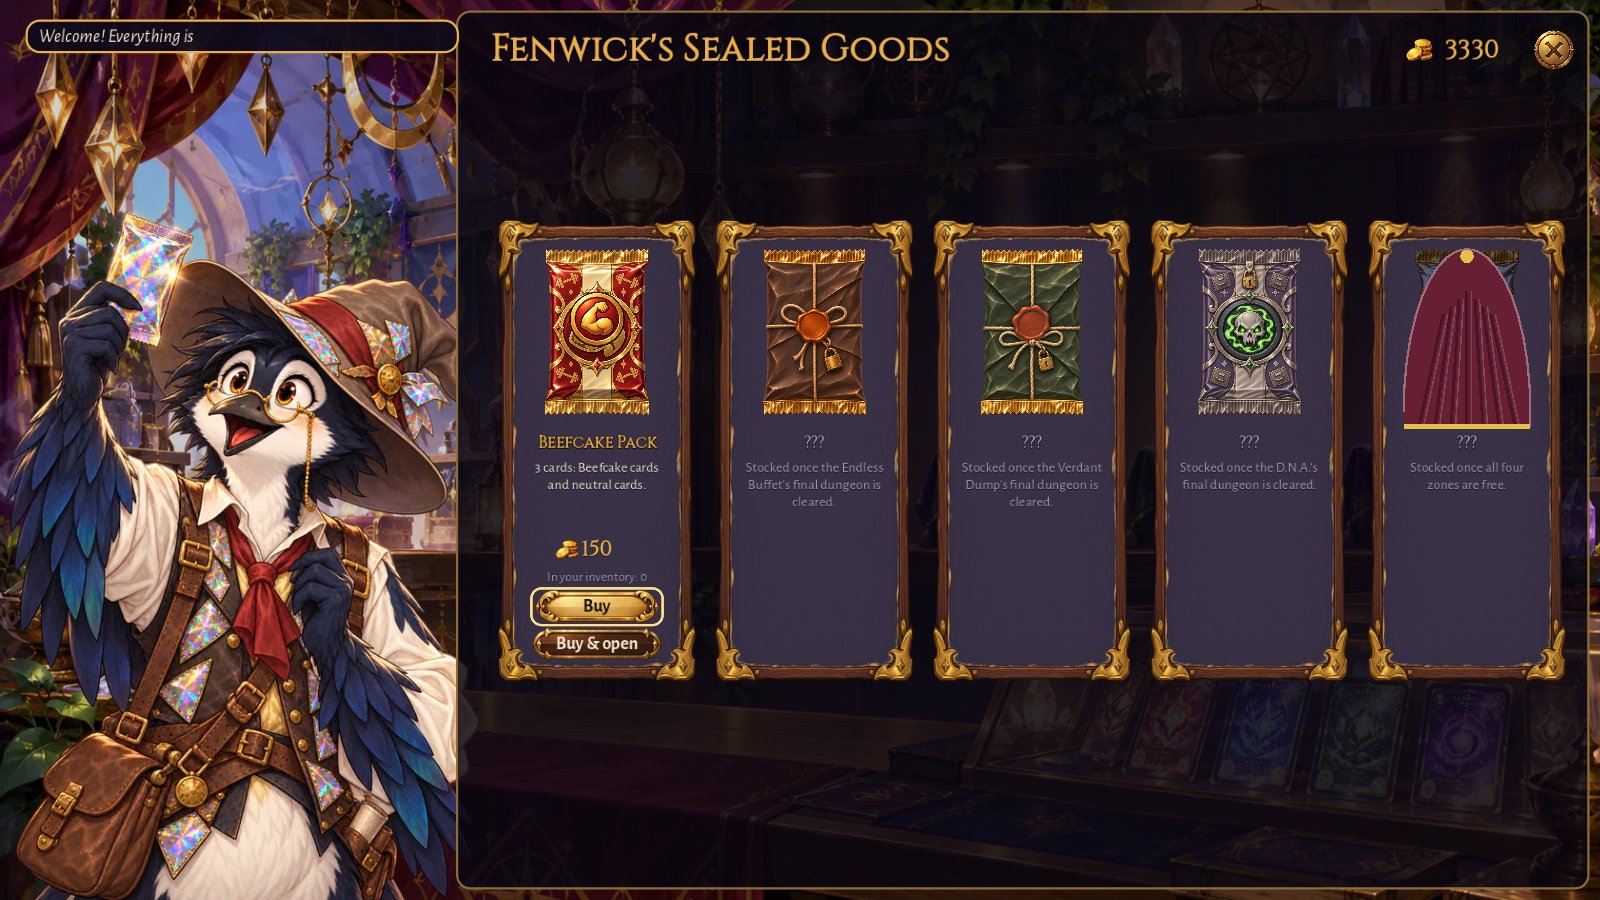 Welcome! Everything is
FENWICK'S SEALED GOODS
3330
BEEFCAKE PACK
3 cards: Beefcake cards
and neutral cards.
150
In your inventory: 0
Buy
Buy & open
???
Stocked once the Endless
Buffet's final dungeon is
cleared.
???
Stocked once the Verdant
Dump's final dungeon is
cleared.
???
Stocked once the D.N.A.'s
final dungeon is cleared.
???
Stocked once all four
zones are free.